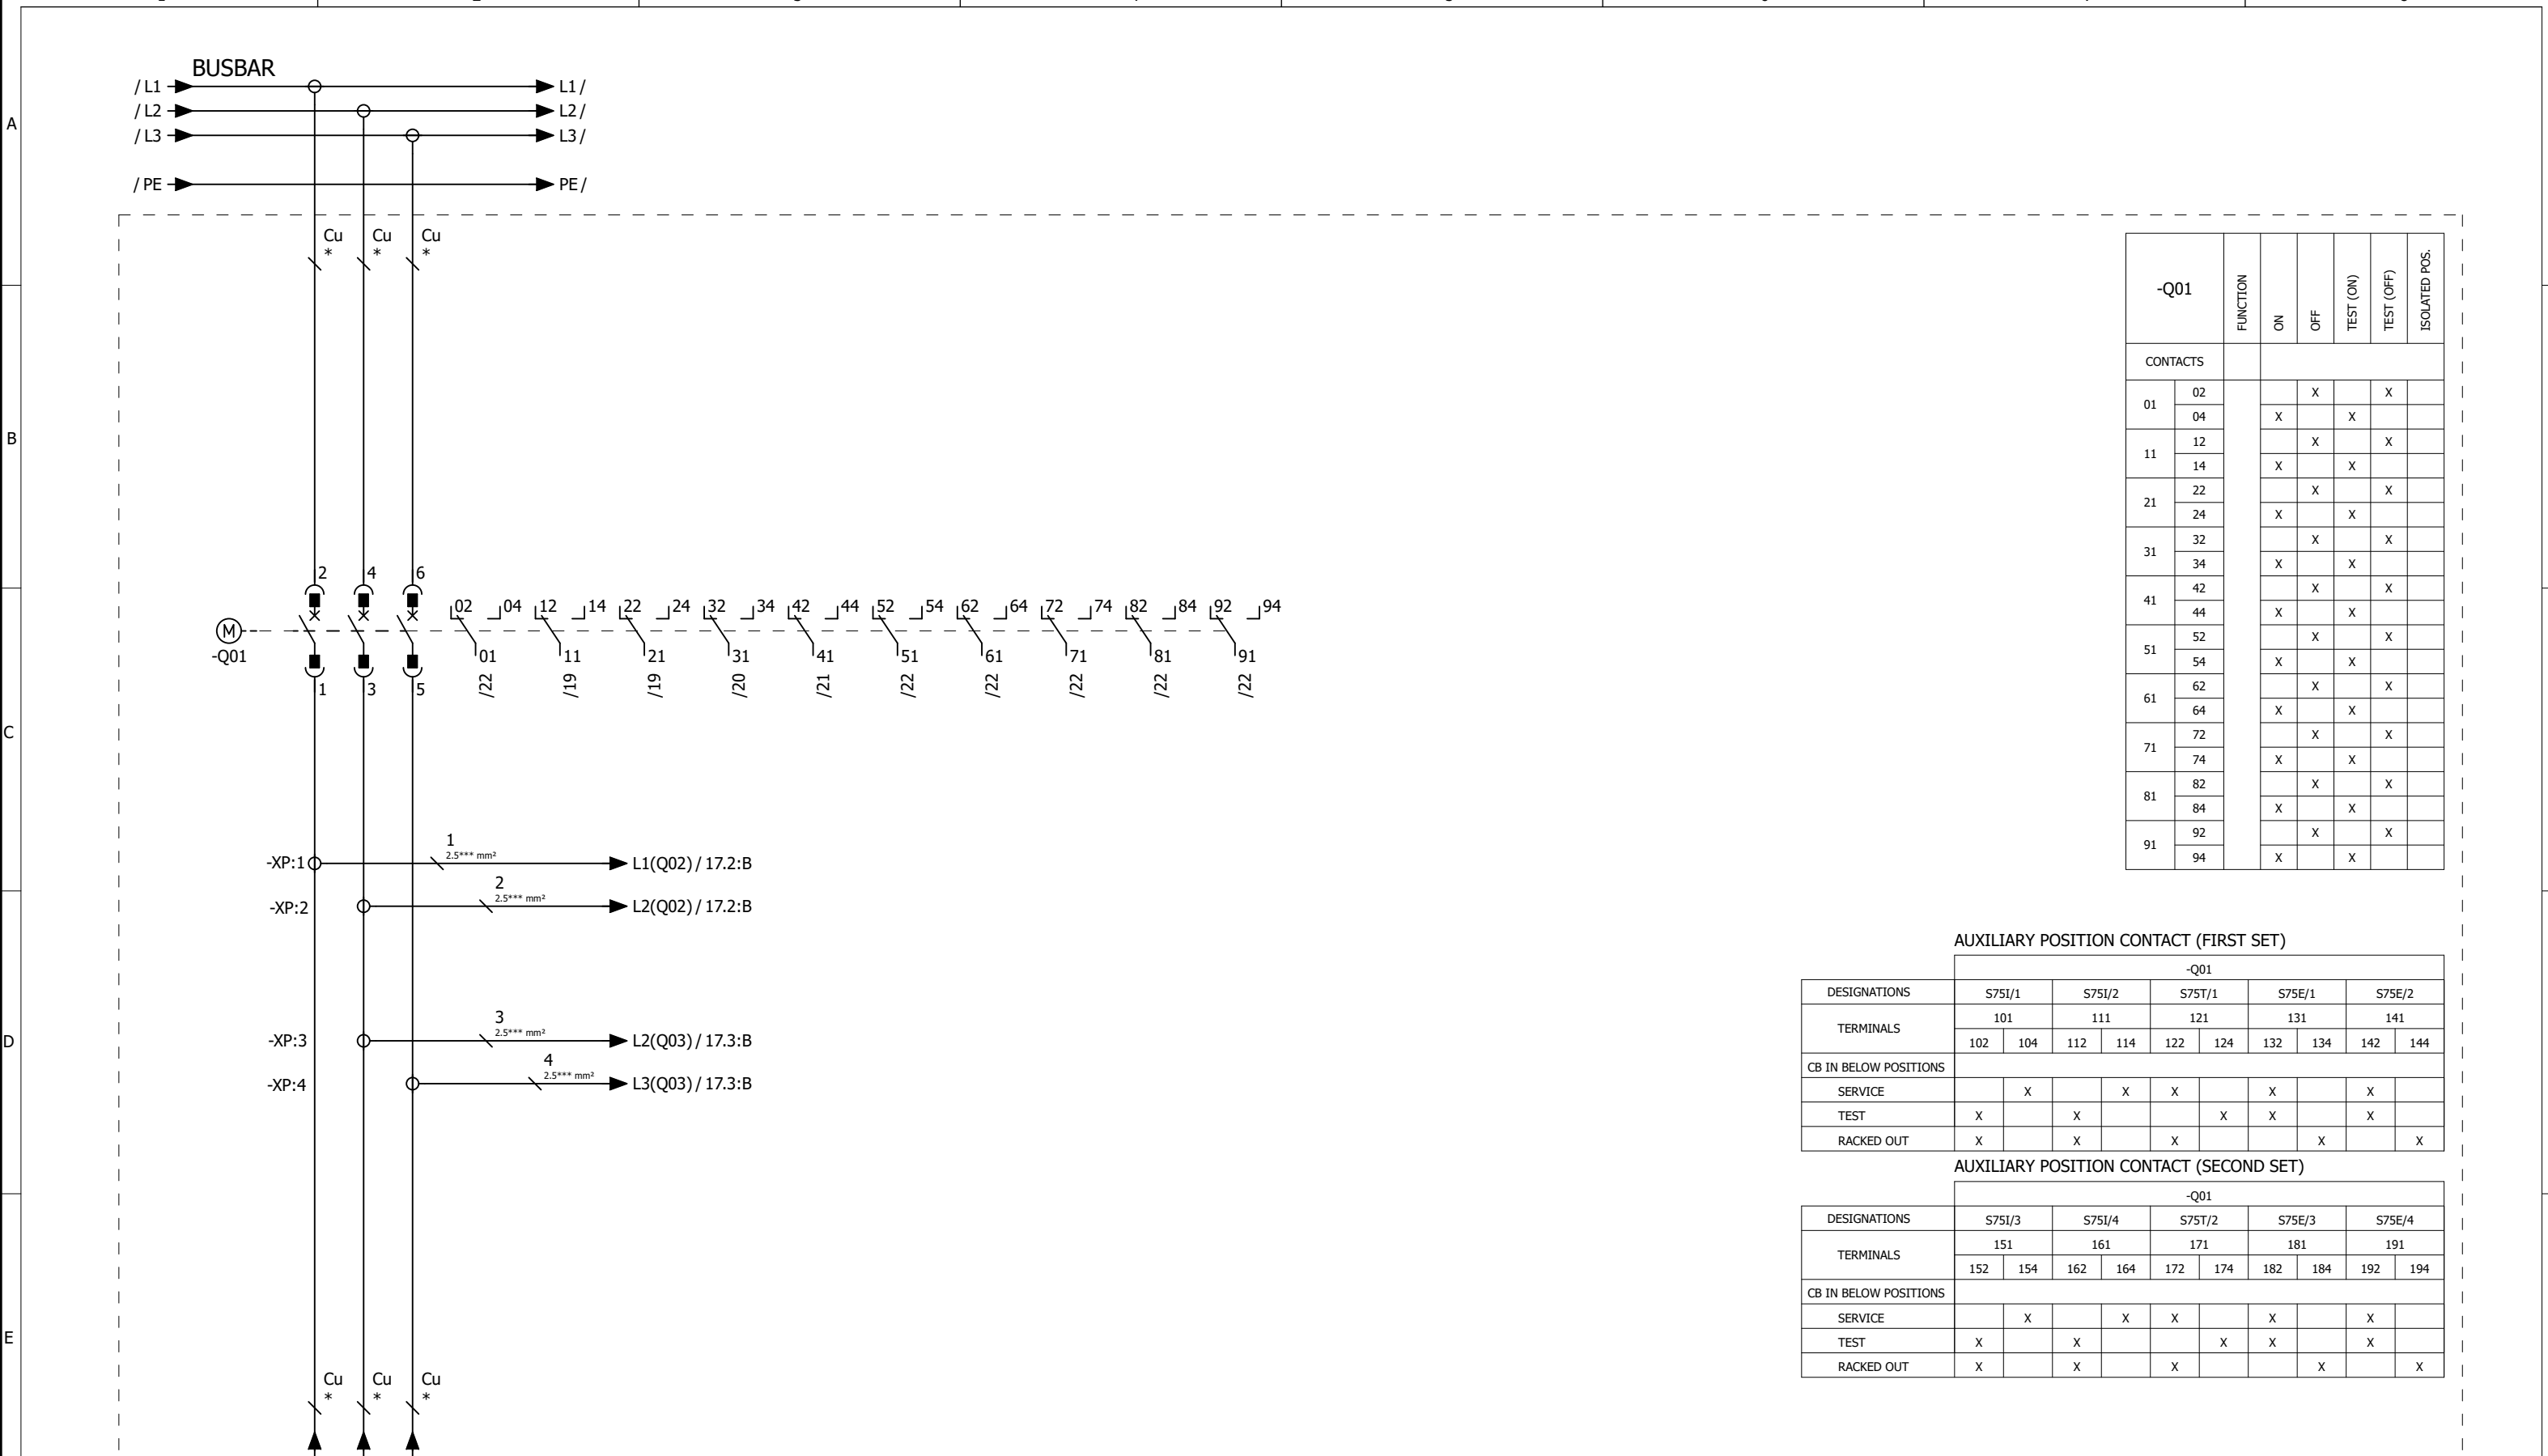 BUSBAR
/ L1 L1 /
/ L2 L2 /
/ L3 L3 /
/ PE PE /
A
B
C
D
E
Cu Cu Cu
* * *
2 4 6
02 04 12 14 22 24 32 34 42 44 52 54 62 64 72 74 82 84 92 94
M
-Q01
01 11 21 31 41 51 61 71 81 91
1 3 5
/22 /19 /19 /20 /21 /22 /22 /22 /22 /22
1
2.5*** mm²
-XP:1 L1(Q02) / 17.2:B
2
2.5*** mm²
-XP:2 L2(Q02) / 17.2:B
3
2.5*** mm²
-XP:3 L2(Q03) / 17.3:B
4
2.5*** mm²
-XP:4 L3(Q03) / 17.3:B
Cu Cu Cu
* * *
-Q01 FUNCTION ON OFF TEST (ON) TEST (OFF) ISOLATED POS.
CONTACTS
01
02 X X
04 X X
11
12 X X
14 X X
21
22 X X
24 X X
31
32 X X
34 X X
41
42 X X
44 X X
51
52 X X
54 X X
61
62 X X
64 X X
71
72 X X
74 X X
81
82 X X
84 X X
91
92 X X
94 X X
AUXILIARY POSITION CONTACT (FIRST SET)
-Q01
DESIGNATIONS S75I/1 S75I/2 S75T/1 S75E/1 S75E/2
TERMINALS
101 111 121 131 141
102 104 112 114 122 124 132 134 142 144
CB IN BELOW POSITIONS
SERVICE X X X X X
TEST X X X X X
RACKED OUT X X X X X
AUXILIARY POSITION CONTACT (SECOND SET)
-Q01
DESIGNATIONS S75I/3 S75I/4 S75T/2 S75E/3 S75E/4
TERMINALS
151 161 171 181 191
152 154 162 164 172 174 182 184 192 194
CB IN BELOW POSITIONS
SERVICE X X X X X
TEST X X X X X
RACKED OUT X X X X X